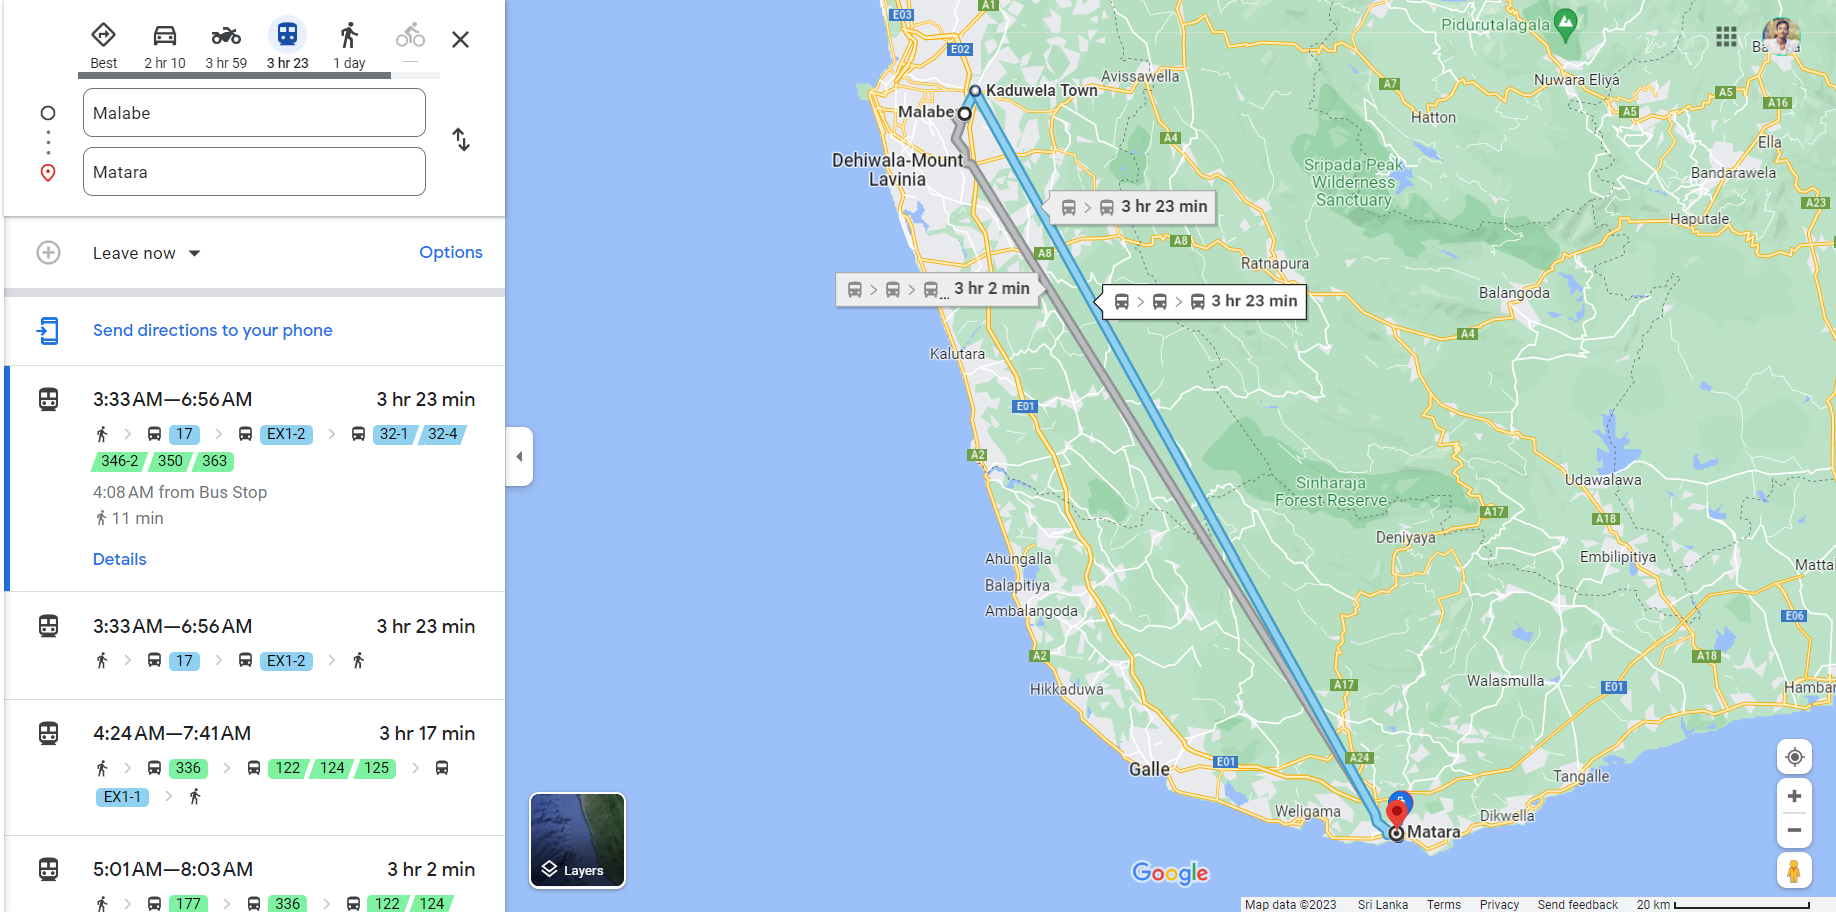 Best
2 hr 10
3 hr 59
3 hr 23
1 day
Malabe
Matara
Leave now
Options
Send directions to your phone
3:33 AM—6:56 AM 3 hr 23 min
17 EX1-2 32-1 32-4
346-2 350 363
4:08 AM from Bus Stop
11 min
Details
3:33 AM—6:56 AM 3 hr 23 min
17 EX1-2
4:24 AM—7:41 AM 3 hr 17 min
336 122 124 125
EX1-1
5:01 AM—8:03 AM 3 hr 2 min
177 336 122 124
Layers
E03
A1
E02
Pidurutalagala
Avissawella
Nuwara Eliya
Kaduwela Town
A7
A5
A16
Malabe
A5
Hatton
A4
Ella
Dehiwala-Mount
Lavinia
Sripada Peak
Wilderness
Sanctuary
Bandarawela
3 hr 23 min
A23
Haputale
A8
A8
Ratnapura
3 hr 2 min
3 hr 23 min
Balangoda
A4
Kalutara
E01
A2
Sinharaja
Forest Reserve
Udawalawa
A17
A18
Deniyaya
Embilipitiya
Ahungalla
Balapitiya
Ambalangoda
E06
A2
A18
Hikkaduwa
A17
Walasmulla
E01
Galle
E01
A24
Tangalle
Weligama
Dikwella
Matara
Google
Map data ©2023 Sri Lanka Terms Privacy Send feedback 20 km